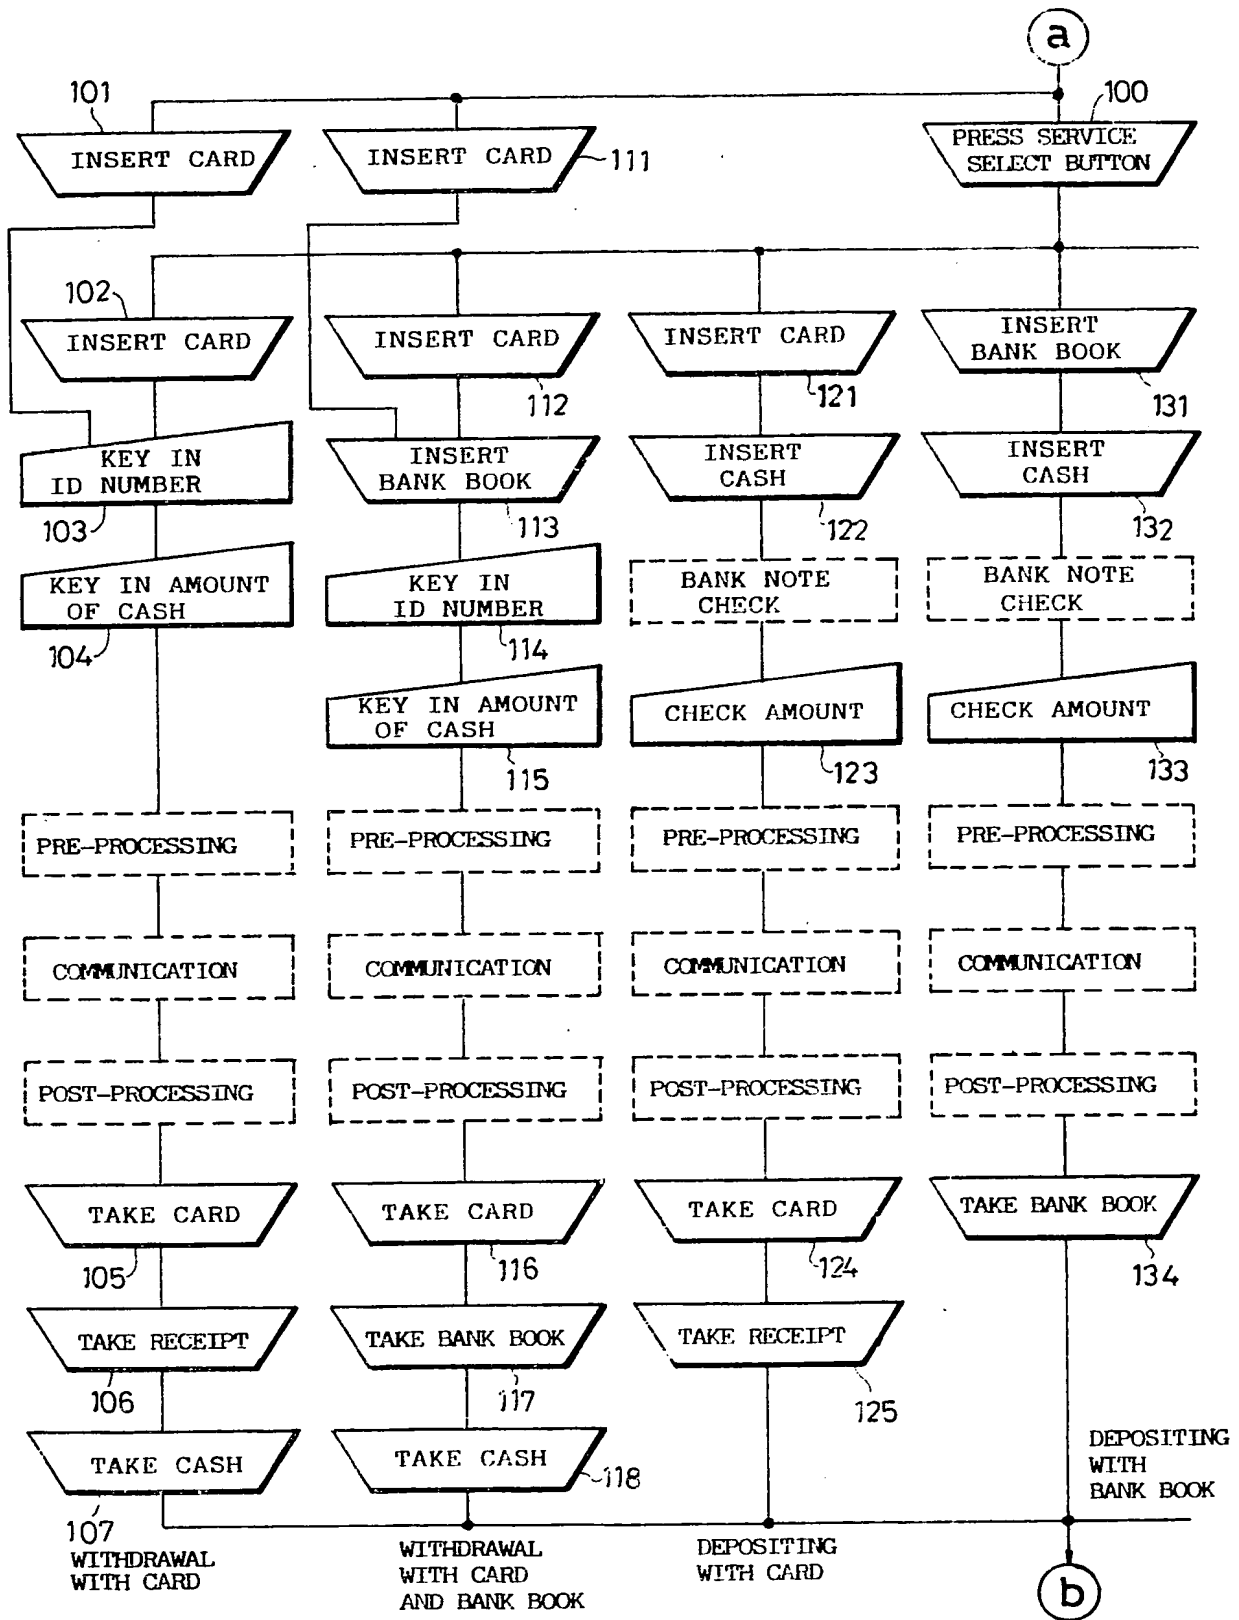 a
101
100
INSERT CARD
INSERT CARD
111
PRESS SERVICE
SELECT BUTTON
102
INSERT CARD
INSERT CARD
112
INSERT CARD
121
INSERT
BANK BOOK
131
KEY IN
ID NUMBER
103
INSERT
BANK BOOK
113
INSERT
CASH
122
INSERT
CASH
132
KEY IN AMOUNT
OF CASH
104
KEY IN
ID NUMBER
114
BANK NOTE
CHECK
BANK NOTE
CHECK
KEY IN AMOUNT
OF CASH
115
CHECK AMOUNT
123
CHECK AMOUNT
133
PRE-PROCESSING
PRE-PROCESSING
PRE-PROCESSING
PRE-PROCESSING
COMMUNICATION
COMMUNICATION
COMMUNICATION
COMMUNICATION
POST-PROCESSING
POST-PROCESSING
POST-PROCESSING
POST-PROCESSING
TAKE CARD
105
TAKE CARD
116
TAKE CARD
124
TAKE BANK BOOK
134
TAKE RECEIPT
106
TAKE BANK BOOK
117
TAKE RECEIPT
125
TAKE CASH
107
TAKE CASH
118
DEPOSITING
WITH
BANK BOOK
WITHDRAWAL
WITH CARD
WITHDRAWAL
WITH CARD
AND BANK BOOK
DEPOSITING
WITH CARD
b